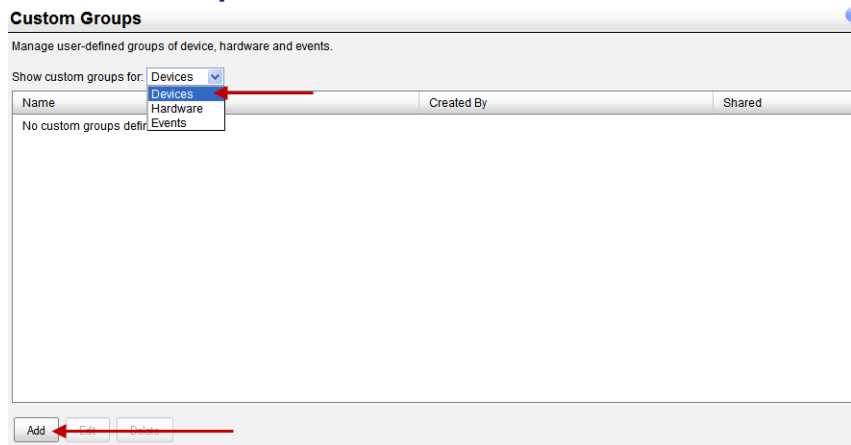 Custom Groups
Manage user-defined groups of device, hardware and events.
Show custom groups for: Devices
Devices
Hardware
Events
Name Created By Shared
No custom groups defin
Add Edit Delete